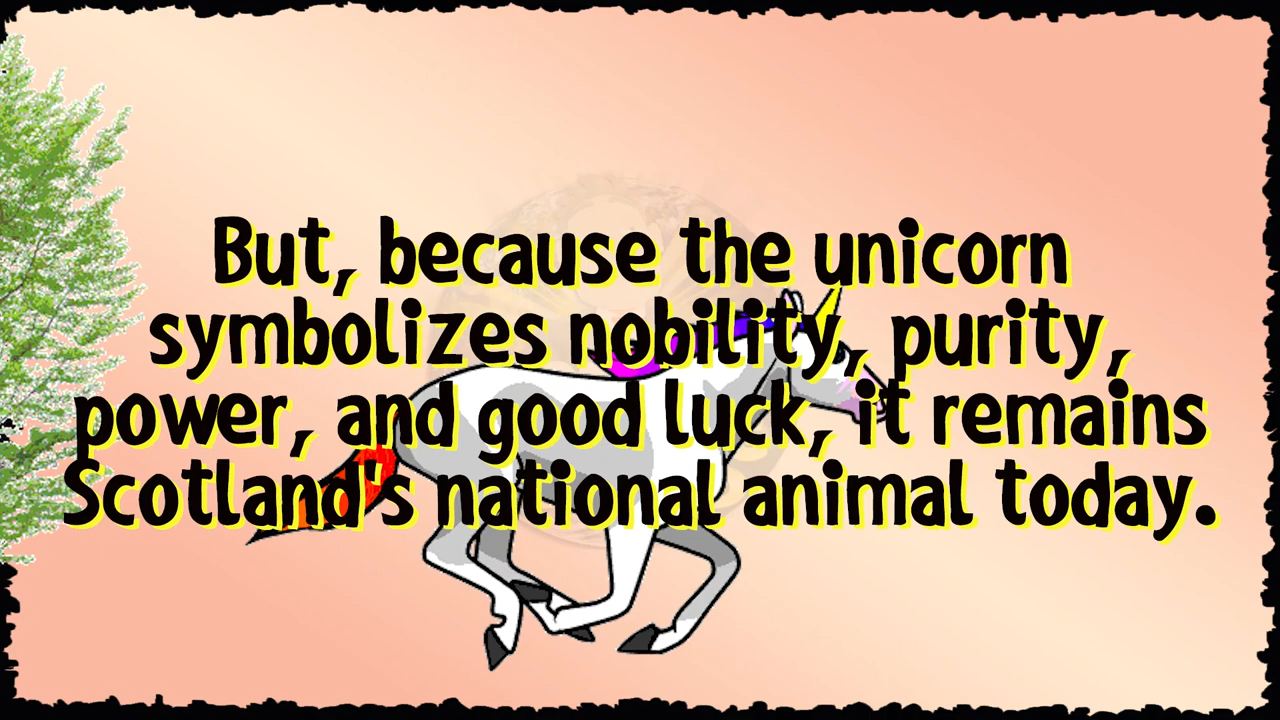 But, because the unicorn
symbolizes nobility, purity,
power, and good luck, it remains
Scotland's national animal today.